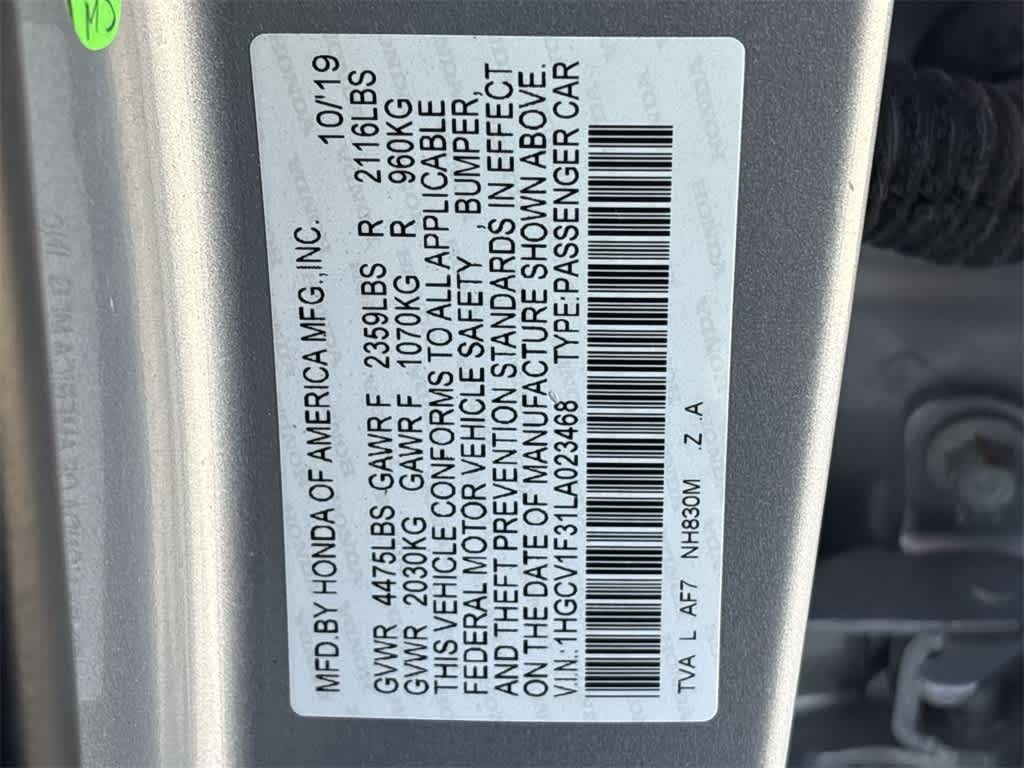 MFD.BY HONDA OF AMERICA MFG.,INC. 10/'19
GVWR 4475LBS GAWR F 2359LBS R 2116LBS
GVWR 2030KG GAWR F 1070KG R 960KG
THIS VEHICLE CONFORMS TO ALL APPLICABLE
FEDERAL MOTOR VEHICLE SAFETY, BUMPER,
AND THEFT PREVENTION STANDARDS IN EFFECT
ON THE DATE OF MANUFACTURE SHOWN ABOVE.
V.I.N.:1HGCV1F31LA023468 TYPE:PASSENGER CAR
TVA L AF7 NH830M .Z .A
MJ